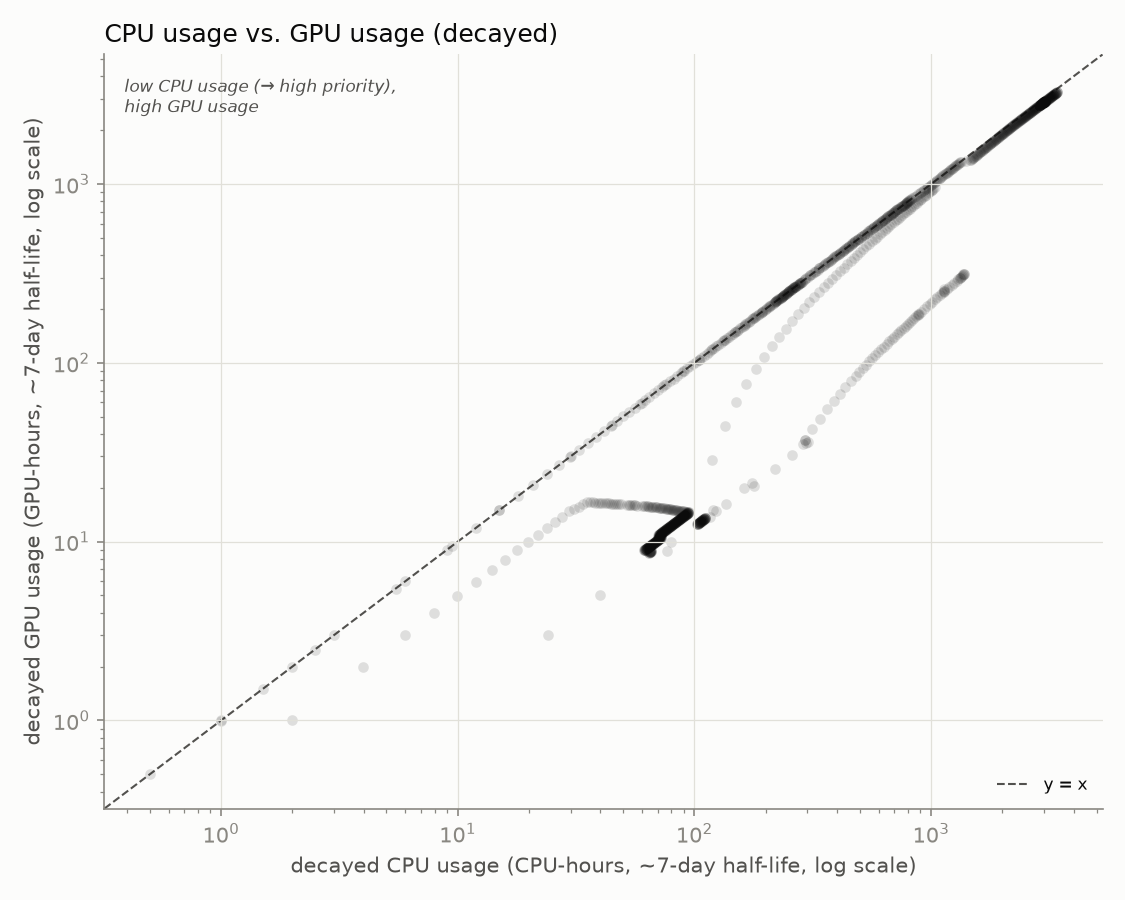 CPU usage vs. GPU usage (decayed)
low CPU usage (→ high priority),
high GPU usage
decayed GPU usage (GPU-hours, ~7-day half-life, log scale)
10³
10²
10¹
10⁰
y = x
10⁰ 10¹ 10² 10³
decayed CPU usage (CPU-hours, ~7-day half-life, log scale)